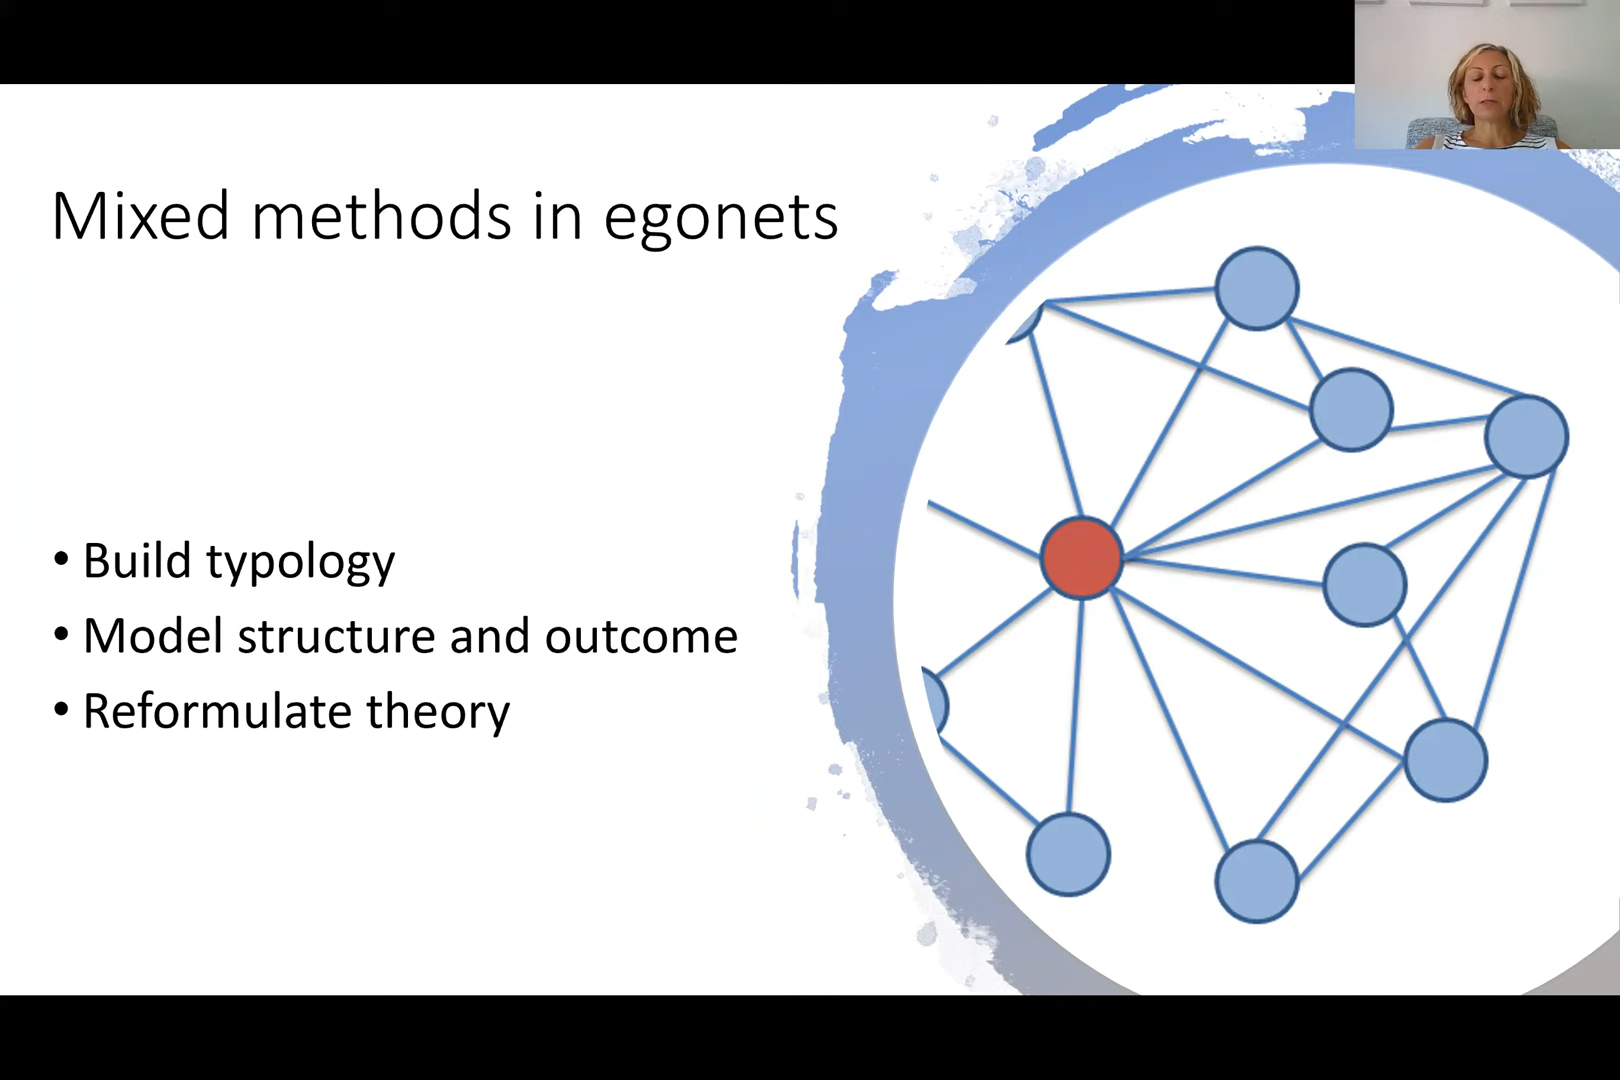 Mixed methods in egonets
• Build typology
• Model structure and outcome
• Reformulate theory